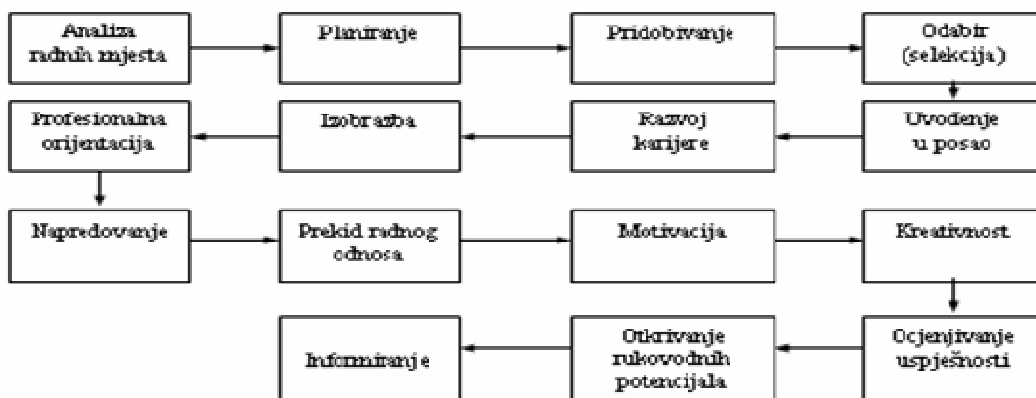 Analiza
radnih mjesta
Planiranje
Pridobivanje
Odabir
(selekcija)
Uvođenje
u posao
Razvoj
karijere
Izobrazba
Profesionalna
orijentacija
Napredovanje
Prekid radnog
odnosa
Motivacija
Kreativnost
Ocjenjivanje
uspješnosti
Otkrivanje
rukovodnih
potencijala
Informiranje